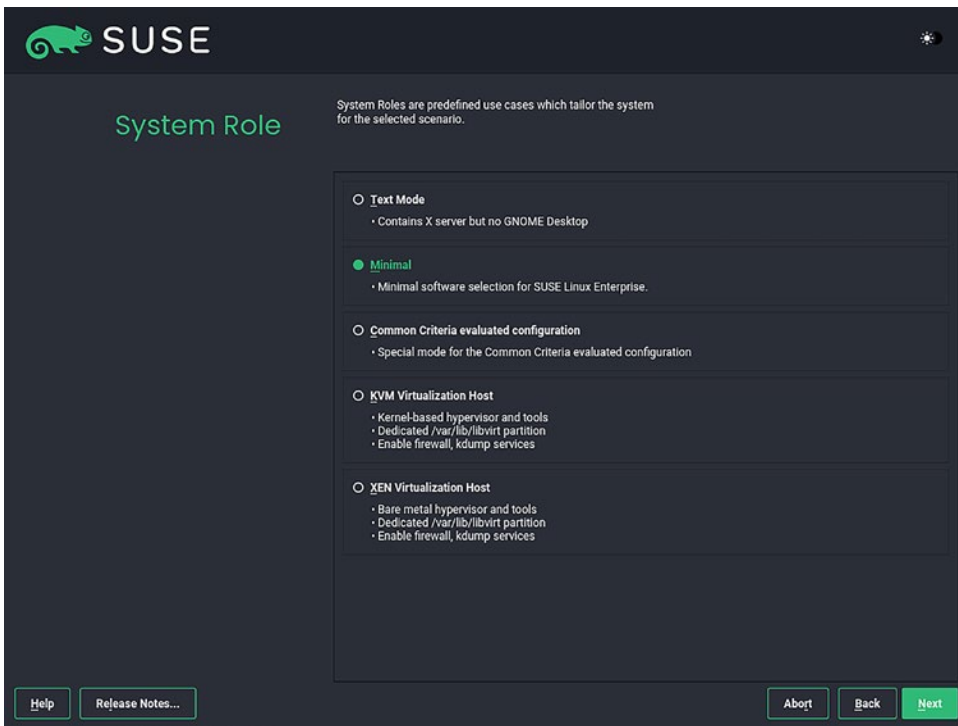 SUSE
System Role
System Roles are predefined use cases which tailor the system
for the selected scenario.
Text Mode
• Contains X server but no GNOME Desktop
Minimal
• Minimal software selection for SUSE Linux Enterprise.
Common Criteria evaluated configuration
• Special mode for the Common Criteria evaluated configuration
KVM Virtualization Host
• Kernel-based hypervisor and tools
• Dedicated /var/lib/libvirt partition
• Enable firewall, kdump services
XEN Virtualization Host
• Bare metal hypervisor and tools
• Dedicated /var/lib/libvirt partition
• Enable firewall, kdump services
Help Release Notes... Abort Back Next